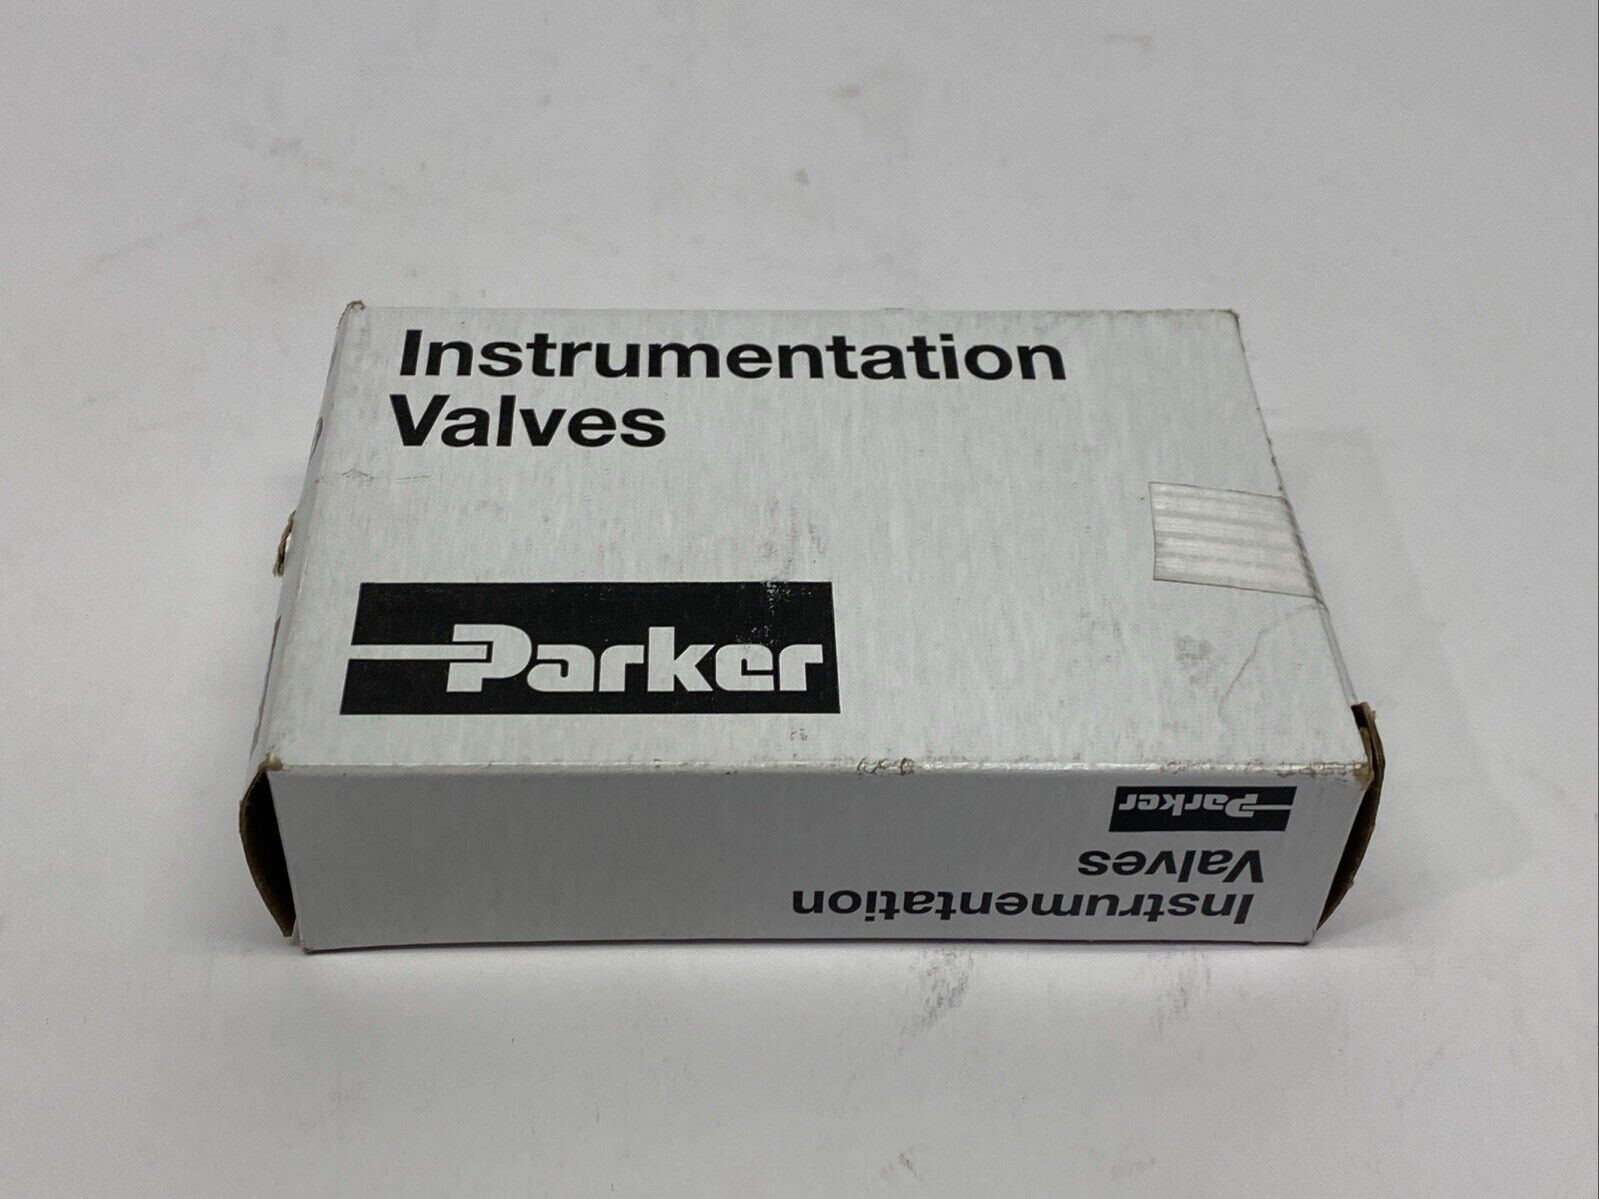 Instrumentation
Valves
Parker
Parker
Valves
Instrumentation